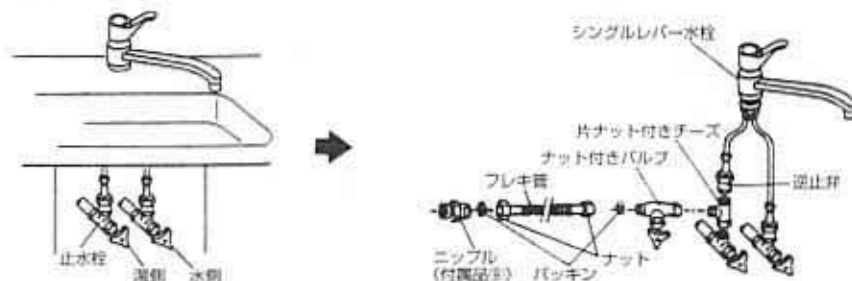 シングルレバー水栓
片ナット付きチーズ
ナット付きバルブ
フレキ管
逆止弁
止水栓
湯側
水側
ニップル
パッキン
ナット